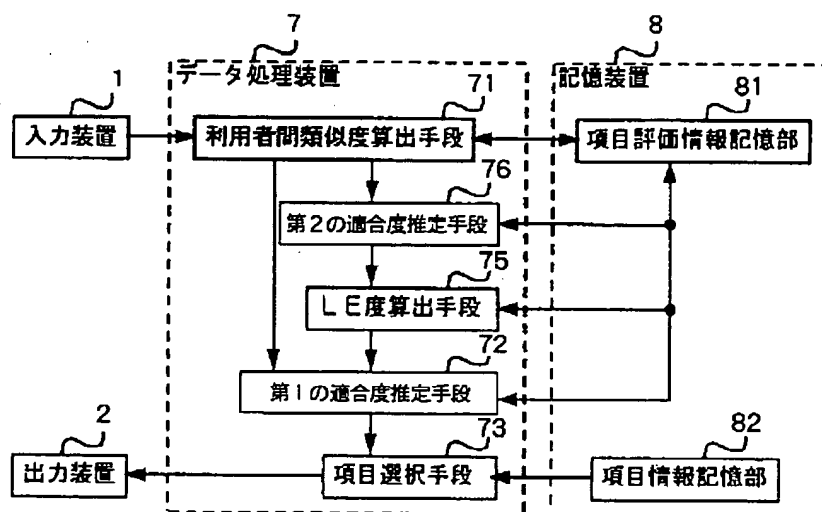 7
8
データ処理装置
記憶装置
1
71
81
入力装置
利用者間類似度算出手段
項目評価情報記憶部
76
第2の適合度推定手段
75
LE度算出手段
72
第1の適合度推定手段
2
73
82
出力装置
項目選択手段
項目情報記憶部